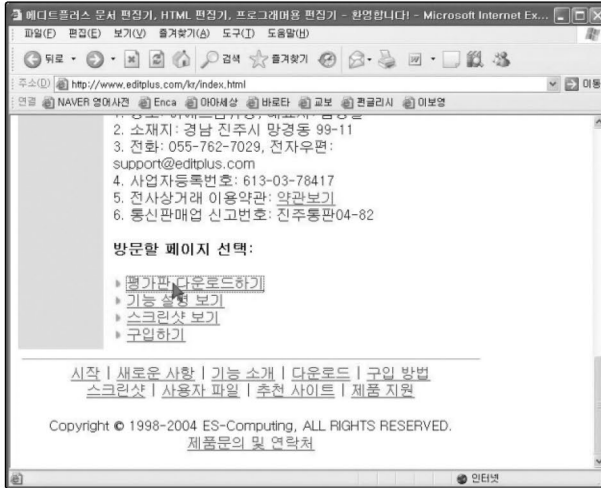 에디트플러스 문서 편집기, HTML 편집기, 프로그래머용 편집기 - 환영합니다! - Microsoft Internet Ex...
파일(F) 편집(E) 보기(V) 즐겨찾기(A) 도구(T) 도움말(H)
뒤로 검색 즐겨찾기
주소(D) http://www.editplus.com/kr/index.html 이동
연결 NAVER 영어사전 Enca 아아세상 바로타 교보 펀글리시 이보영
2. 소재지: 경남 진주시 망경동 99-11
3. 전화: 055-762-7029, 전자우편:
support@editplus.com
4. 사업자등록번호: 613-03-78417
5. 전사상거래 이용약관: 약관보기
6. 통신판매업 신고번호: 진주통판04-82
방문할 페이지 선택:
평가판 다운로드하기
기능 설명 보기
스크린샷 보기
구입하기
시작 | 새로운 사항 | 기능 소개 | 다운로드 | 구입 방법
스크린샷 | 사용자 파일 | 추천 사이트 | 제품 지원
Copyright © 1998-2004 ES-Computing, ALL RIGHTS RESERVED.
제품문의 및 연락처
인터넷